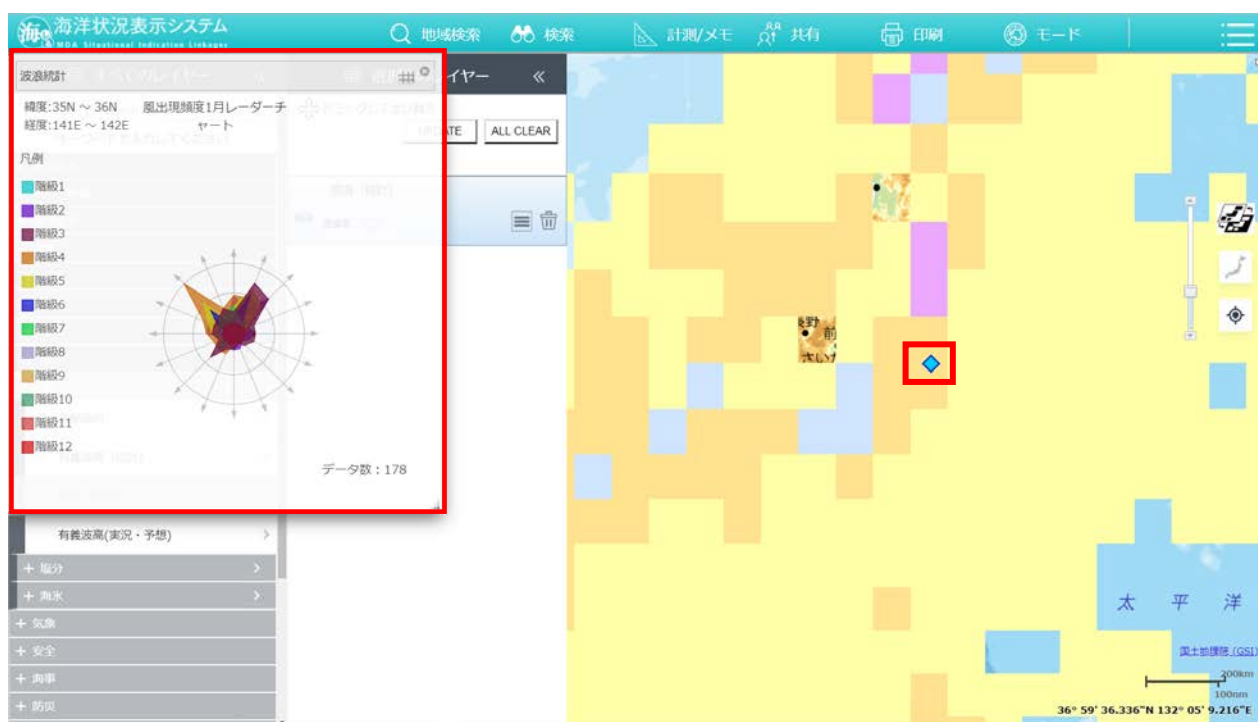 海洋状況表示システム
MDA Situational Indication Linkages
地域検索
検索
計測/メモ
共有
印刷
モード
波浪統計
イヤー
緯度:35N ～ 36N
経度:141E ～ 142E
風出現頻度1月レーダーチ
ャート
ATE
ALL CLEAR
凡例
階級1
階級2
階級3
階級4
階級5
階級6
階級7
階級8
階級9
階級10
階級11
階級12
データ数：178
有義波高(実況・予想)
+ 塩分
+ 海氷
+ 気象
+ 安全
+ 海事
+ 防災
長野
前
さいた
太 平 洋
国土地理院 (GSI)
200km
100nm
36° 59' 36.336"N 132° 05' 9.216"E